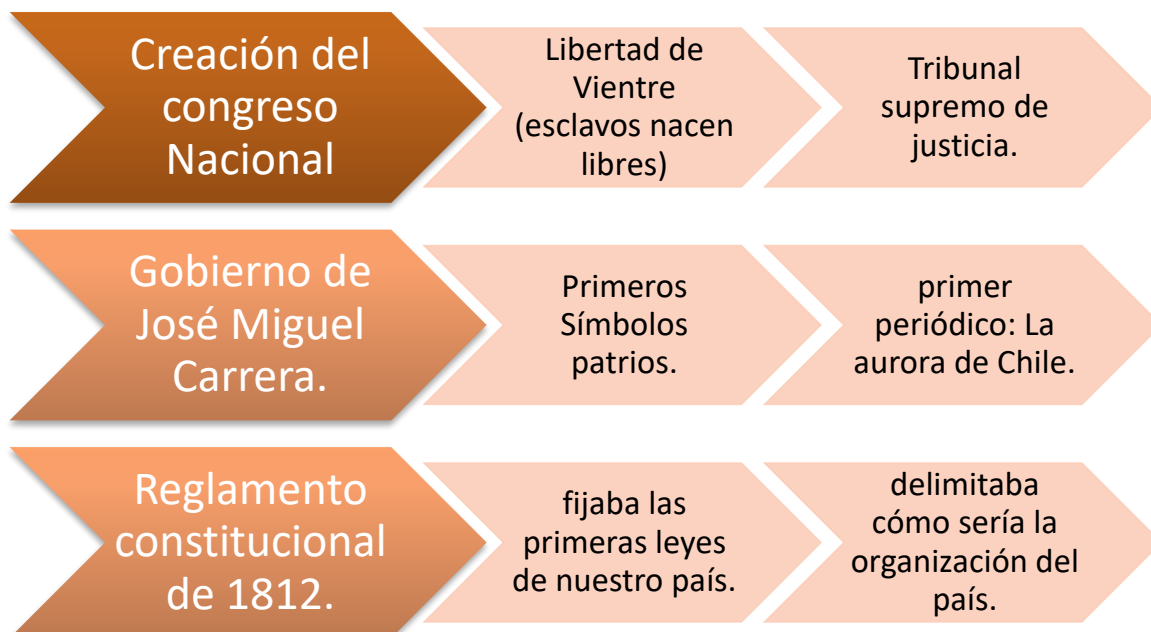 Creación del
congreso
Nacional
Libertad de
Vientre
(esclavos nacen
libres)
Tribunal
supremo de
justicia.
Gobierno de
José Miguel
Carrera.
Primeros
Símbolos
patrios.
primer
periódico: La
aurora de Chile.
Reglamento
constitucional
de 1812.
fijaba las
primeras leyes
de nuestro país.
delimitaba
cómo sería la
organización del
país.